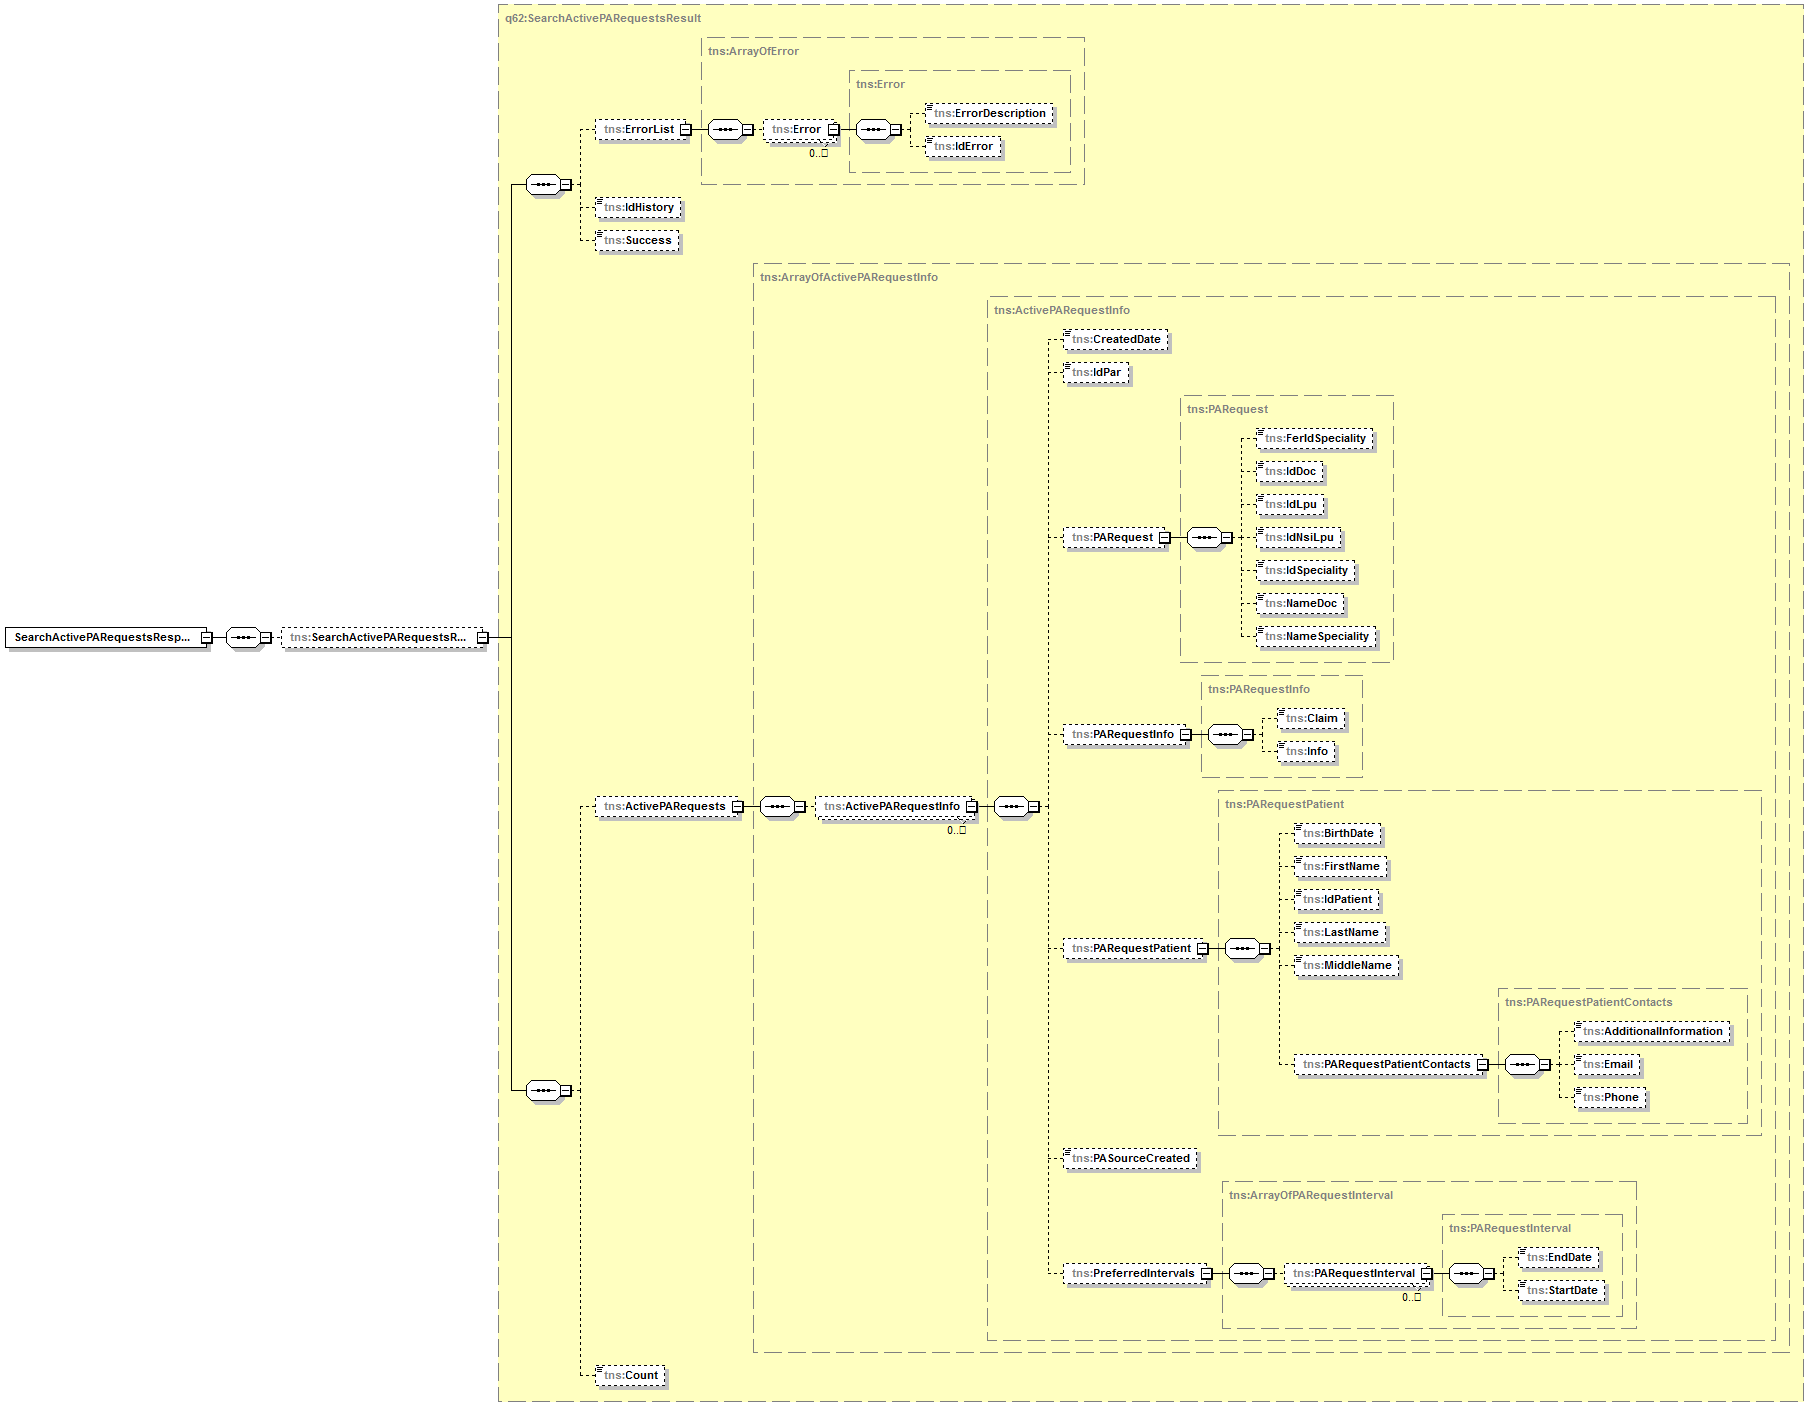 q62:SearchActivePARequestsResult
tns:ArrayOfError
tns:Error
tns:ErrorDescription
tns:ErrorList
tns:Error
0..□
tns:IdError
tns:IdHistory
tns:Success
tns:ArrayOfActivePARequestInfo
tns:ActivePARequestInfo
tns:CreatedDate
tns:IdPar
tns:PARequest
tns:FerIdSpeciality
tns:IdDoc
tns:IdLpu
tns:PARequest
tns:IdNsiLpu
tns:IdSpeciality
tns:NameDoc
tns:NameSpeciality
SearchActivePARequestsResp...
tns:SearchActivePARequestsR...
tns:PARequestInfo
tns:Claim
tns:PARequestInfo
tns:Info
tns:ActivePARequests
tns:ActivePARequestInfo
0..□
tns:PARequestPatient
tns:BirthDate
tns:FirstName
tns:IdPatient
tns:LastName
tns:PARequestPatient
tns:MiddleName
tns:PARequestPatientContacts
tns:AdditionalInformation
tns:PARequestPatientContacts
tns:Email
tns:Phone
tns:PASourceCreated
tns:ArrayOfPARequestInterval
tns:PARequestInterval
tns:EndDate
tns:PreferredIntervals
tns:PARequestInterval
0..□
tns:StartDate
tns:Count